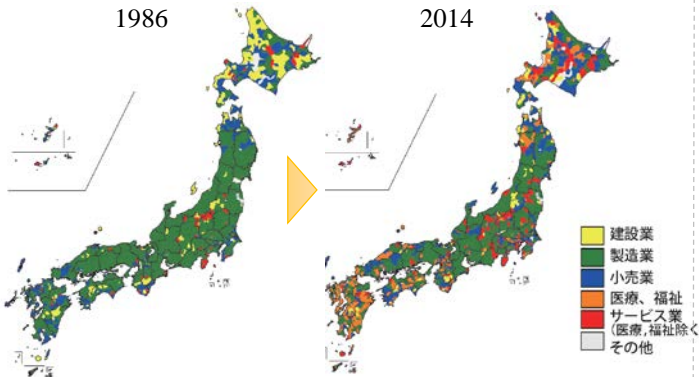 1986
2014
建設業
製造業
小売業
医療、福祉
サービス業
(医療,福祉除く
その他